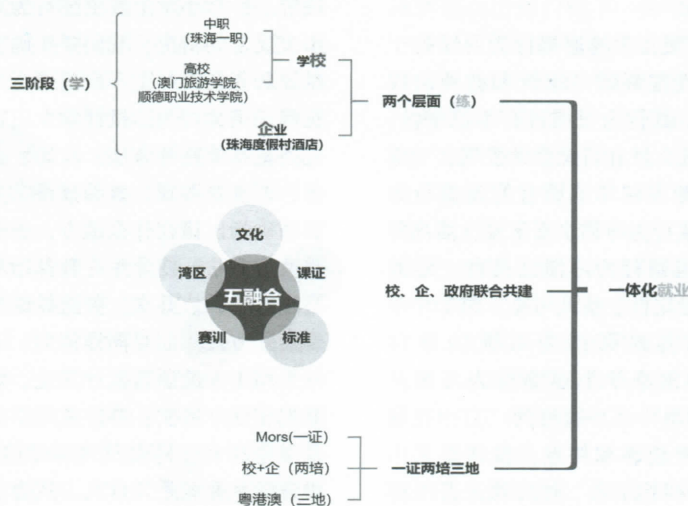 中职
(珠海一职)
学校
三阶段（学）
高校
(澳门旅游学院、
顺德职业技术学院)
两个层面（练）
企业
(珠海度假村酒店)
文化
湾区
课证
五融合
赛训
标准
校、企、政府联合共建
一体化就业
Mors(一证)
校+企（两培）
一证两培三地
粤港澳（三地）